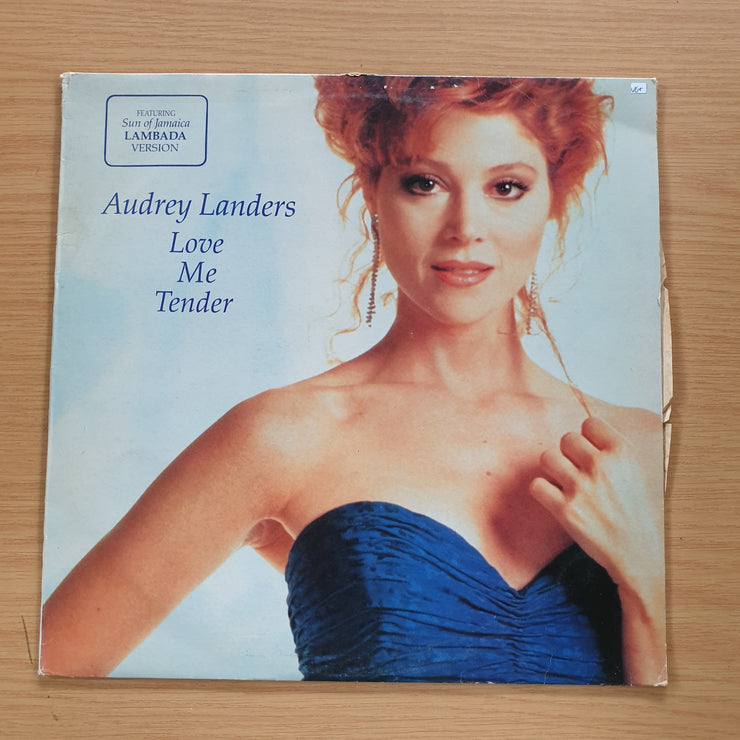 FEATURING
Sun of Jamaica
LAMBADA
VERSION
Audrey Landers
Love
Me
Tender